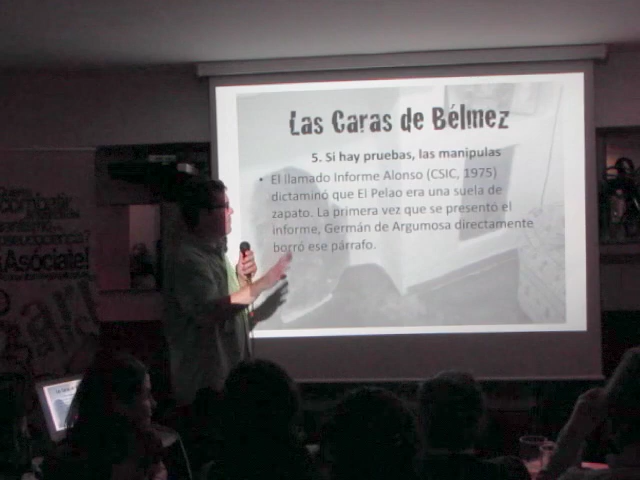 Las Caras de Bélmez
5. Si hay pruebas, las manipulas
• El llamado Informe Alonso (CSIC, 1975)
dictaminó que El Pelao era una suela de
zapato. La primera vez que se presentó el
informe, Germán de Argumosa directamente
borró ese párrafo.
combatir
¡Asóciate!